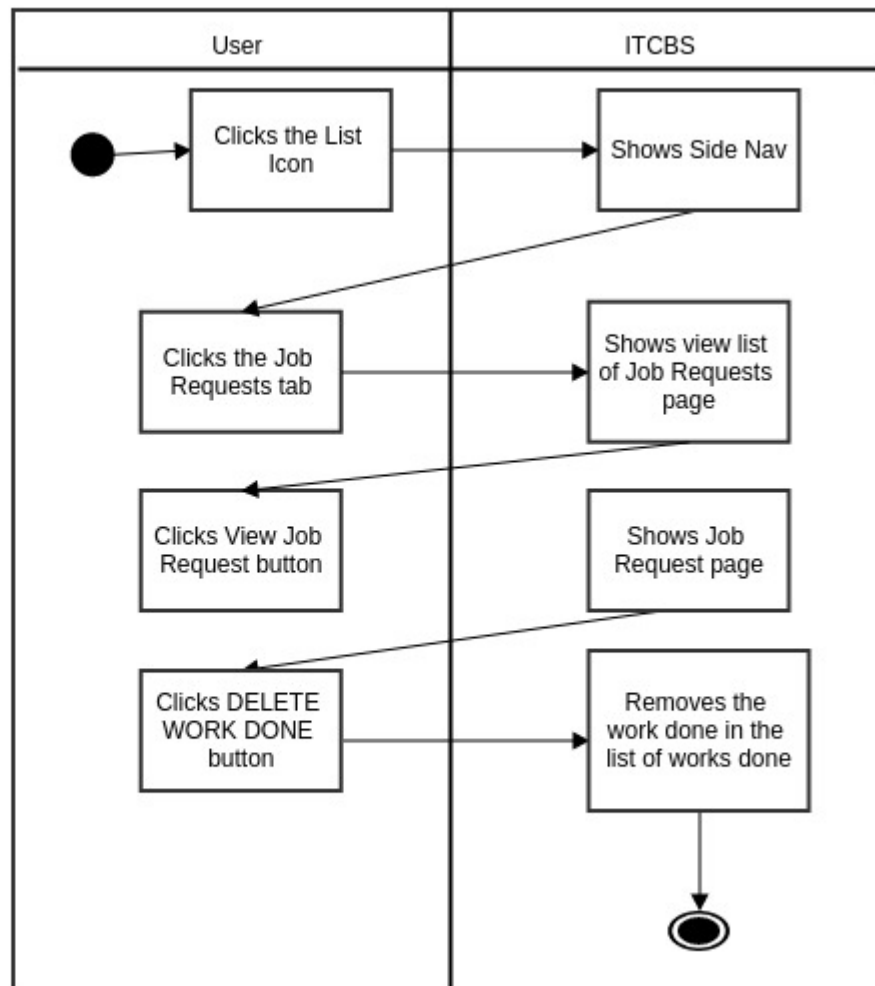 User
ITCBS
Clicks the List
Icon
Shows Side Nav
Clicks the Job
Requests tab
Shows view list
of Job Requests
page
Clicks View Job
Request button
Shows Job
Request page
Clicks DELETE
WORK DONE
button
Removes the
work done in the
list of works done